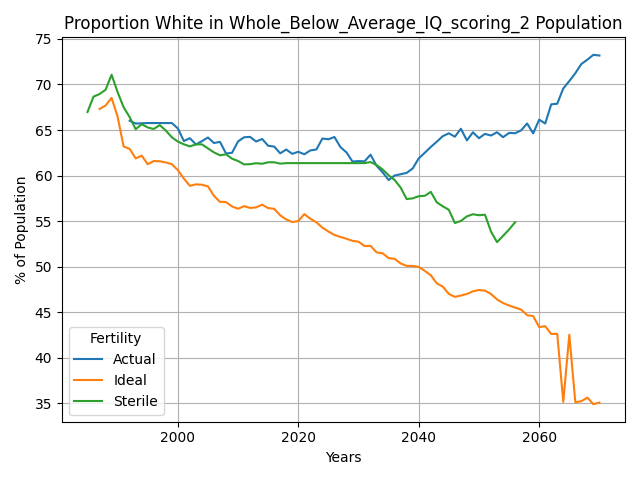 Proportion White in Whole_Below_Average_IQ_scoring_2 Population
% of Population
75
70
65
60
55
50
45
40
35
Fertility
Actual
Ideal
Sterile
2000 2020 2040 2060
Years